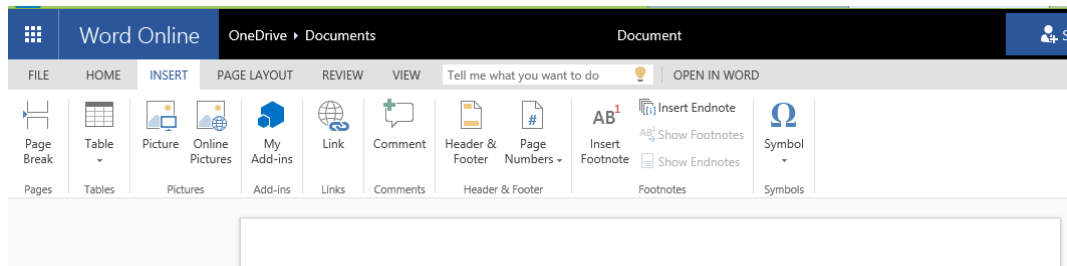 Word Online OneDrive ▸ Documents Document
FILE HOME INSERT PAGE LAYOUT REVIEW VIEW Tell me what you want to do OPEN IN WORD
Page Break
Table
Picture
Online Pictures
My Add-ins
Link
Comment
Header & Footer
# Page Numbers
AB1 Insert Footnote
[i] Insert Endnote
AB1 Show Footnotes
Show Endnotes
Ω Symbol
Pages Tables Pictures Add-ins Links Comments Header & Footer Footnotes Symbols